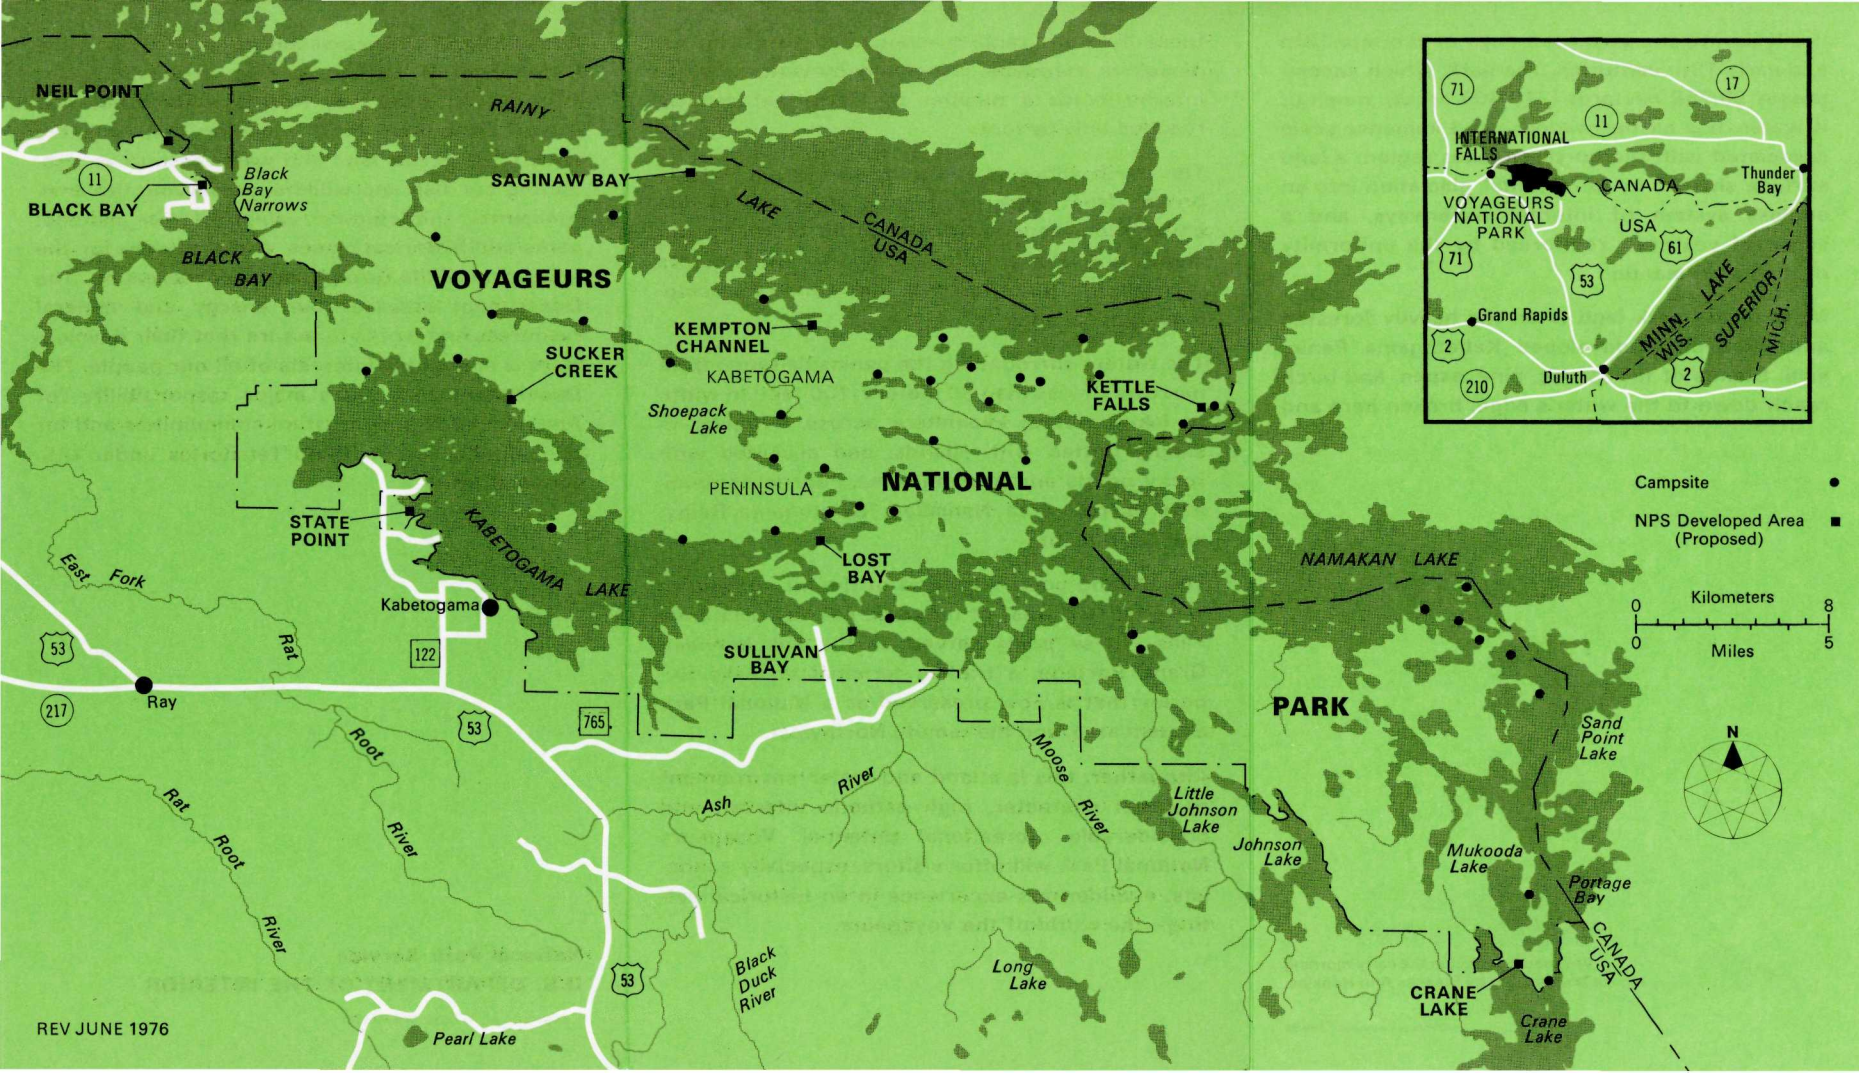 NEIL POINT
11
BLACK BAY
Black
Bay
Narrows
BLACK
BAY
RAINY
LAKE
CANADA
USA
SAGINAW BAY
VOYAGEURS
KEMPTON
CHANNEL
SUCKER
CREEK
KABETOGAMA
Shoepack
Lake
KETTLE
FALLS
PENINSULA
NATIONAL
STATE
POINT
KABETOGAMA LAKE
LOST
BAY
NAMAKAN LAKE
East Fork
Rat
Root
River
Kabetogama
53
122
SULLIVAN
BAY
Ray
217
53
765
PARK
Sand
Point
Lake
Rat
Root
River
Ash
River
Moose
River
Little
Johnson
Lake
Johnson
Lake
Mukooda
Lake
Portage
Bay
CANADA
USA
Black
Duck
River
53
Long
Lake
CRANE
LAKE
Crane
Lake
Pearl Lake
REV JUNE 1976
71
17
11
INTERNATIONAL
FALLS
Thunder
Bay
CANADA
VOYAGEURS
NATIONAL
PARK
USA
61
71
53
LAKE
SUPERIOR
Grand Rapids
MINN.
WIS.
MICH.
2
2
Duluth
210
Campsite
NPS Developed Area
(Proposed)
Kilometers
0 8
0 5
Miles
N